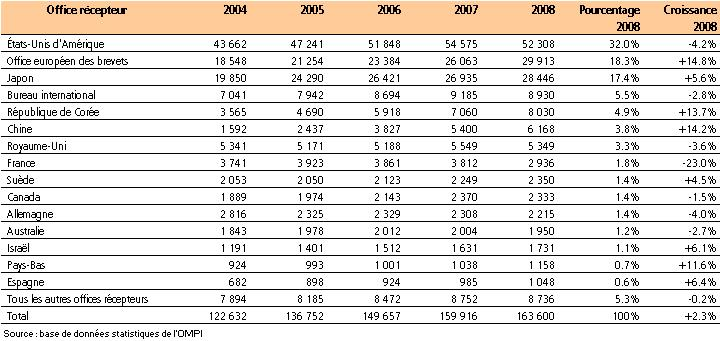 Office récepteur 2004 2005 2006 2007 2008 Pourcentage 2008 Croissance 2008
États-Unis d'Amérique 43 662 47 241 51 848 54 575 52 308 32.0% -4.2%
Office européen des brevets 18 548 21 254 23 384 26 063 29 913 18.3% +14.8%
Japon 19 850 24 290 26 421 26 935 28 446 17.4% +5.6%
Bureau international 7 041 7 942 8 694 9 185 8 930 5.5% -2.8%
République de Corée 3 565 4 690 5 918 7 060 8 030 4.9% +13.7%
Chine 1 592 2 437 3 827 5 400 6 168 3.8% +14.2%
Royaume-Uni 5 341 5 171 5 188 5 549 5 349 3.3% -3.6%
France 3 741 3 923 3 861 3 812 2 936 1.8% -23.0%
Suède 2 053 2 050 2 123 2 249 2 350 1.4% +4.5%
Canada 1 889 1 974 2 143 2 370 2 333 1.4% -1.5%
Allemagne 2 816 2 325 2 329 2 308 2 215 1.4% -4.0%
Australie 1 843 1 978 2 012 2 004 1 950 1.2% -2.7%
Israël 1 191 1 401 1 512 1 631 1 731 1.1% +6.1%
Pays-Bas 924 993 1 001 1 038 1 158 0.7% +11.6%
Espagne 682 898 924 985 1 048 0.6% +6.4%
Tous les autres offices récepteurs 7 894 8 185 8 472 8 752 8 736 5.3% -0.2%
Total 122 632 136 752 149 657 159 916 163 600 100% +2.3%
Source : base de données statistiques de l'OMPI